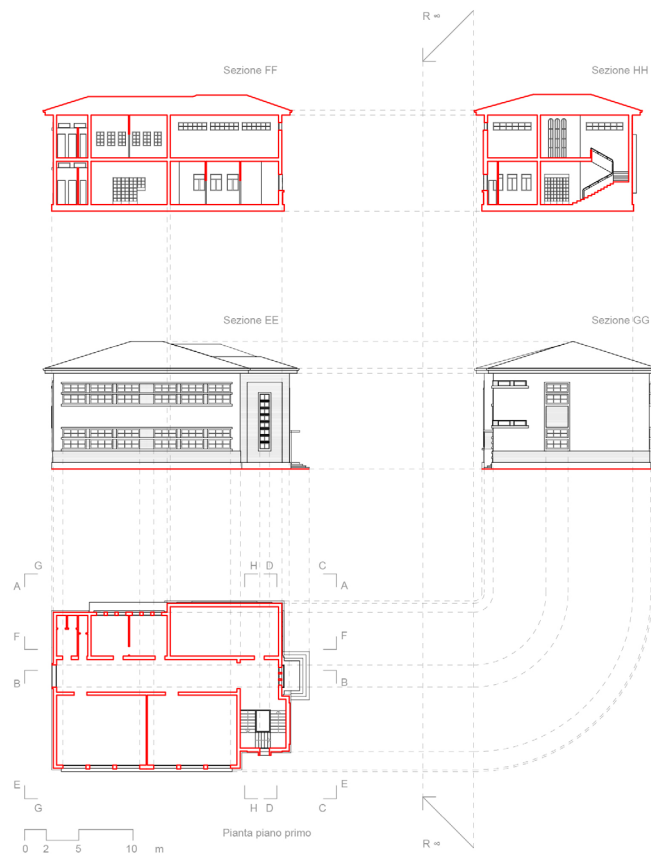 R ∞
Sezione FF
Sezione HH
Sezione EE
Sezione GG
G H D C
A A
F F
B B
E E
G H D C
Pianta piano primo
0 2 5 10 m
R ∞